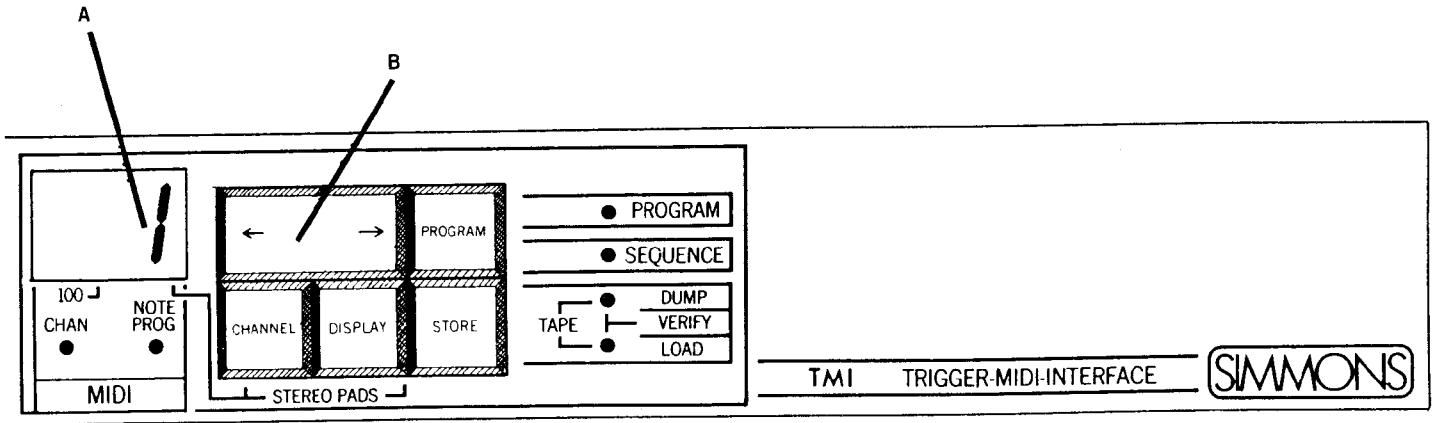 A
B
1
← →
PROGRAM
CHANNEL
DISPLAY
STORE
100
CHAN
NOTE
PROG
MIDI
STEREO PADS
PROGRAM
SEQUENCE
TAPE
DUMP
VERIFY
LOAD
TMI TRIGGER-MIDI-INTERFACE
SIMMONS